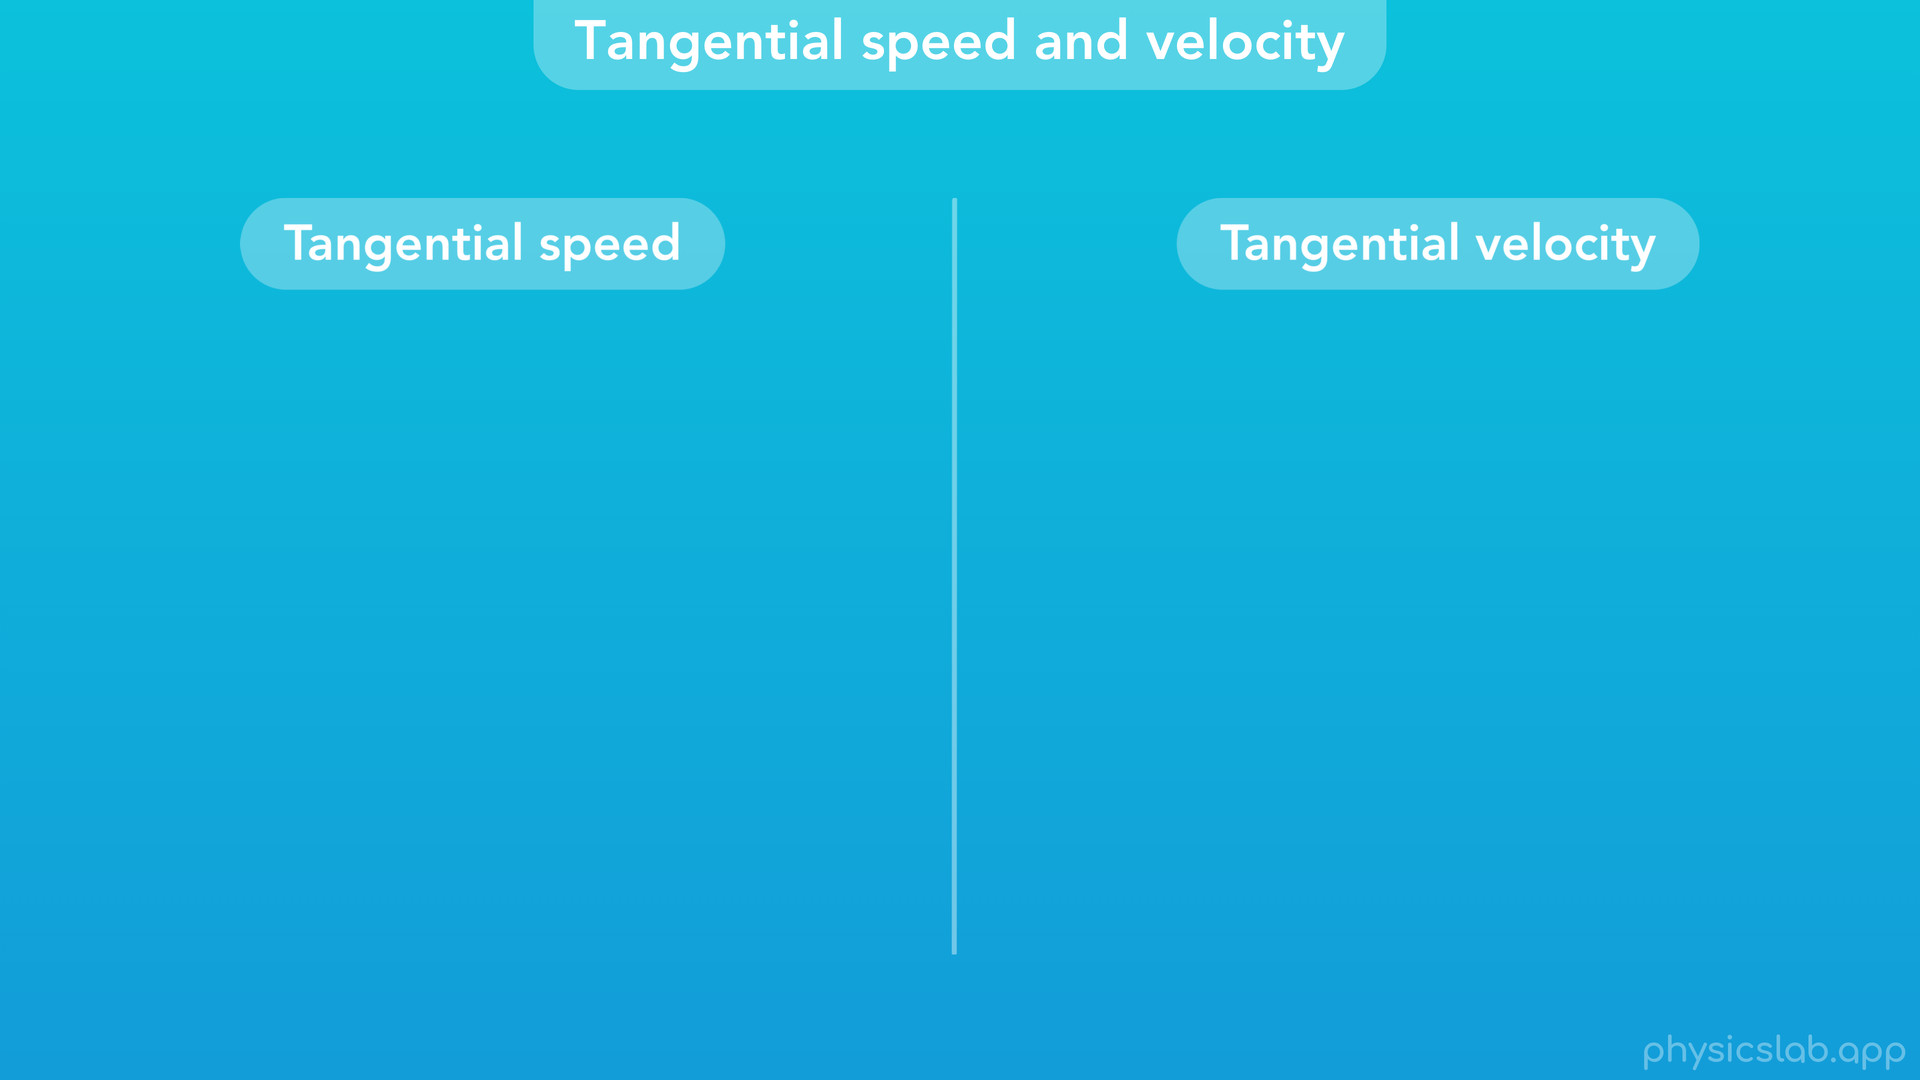 Tangential speed and velocity
Tangential speed
Tangential velocity
physicslab.app